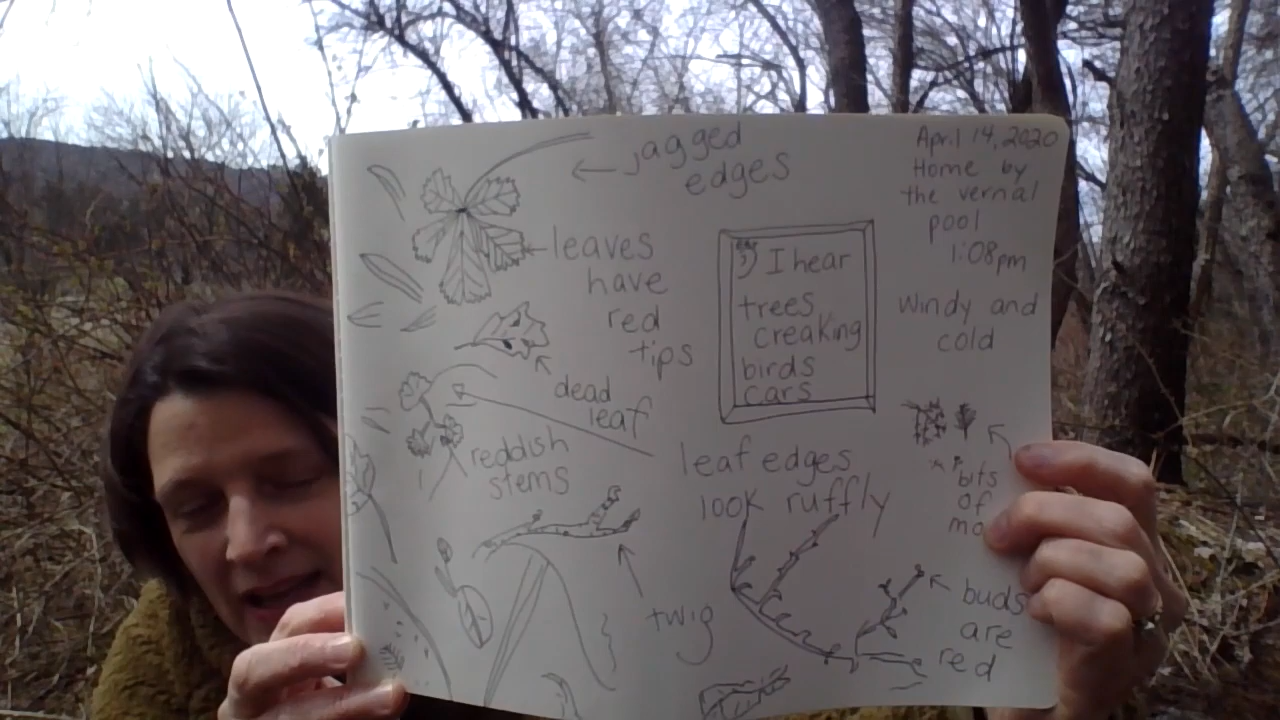 jagged
edges
leaves
have
red
tips
dead
leaf
reddish
stems
twig
I hear
trees
creaking
birds
cars
leaf edges
look ruffly
April 14, 2020
Home by
the vernal
pool
1:08pm
Windy and
cold
bits
of
buds
are
red